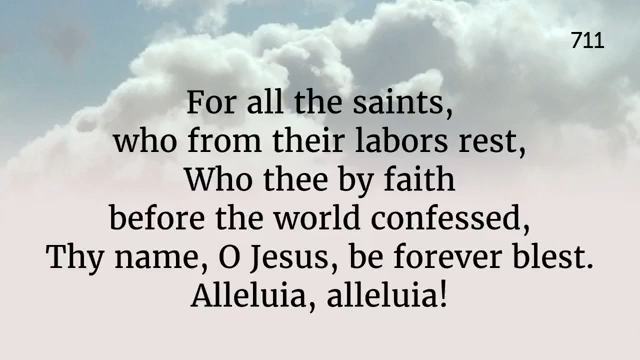 711
For all the saints,
who from their labors rest,
Who thee by faith
before the world confessed,
Thy name, O Jesus, be forever blest.
Alleluia, alleluia!